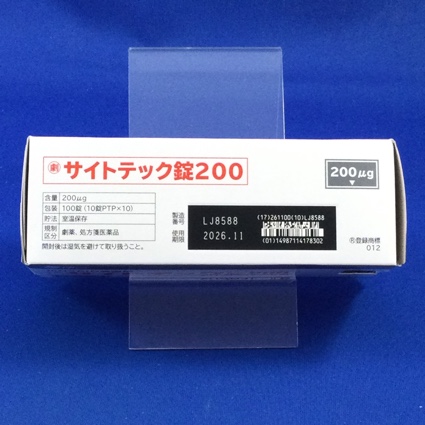 劇 サイトテック錠200
200μg
含量 200μg
包装 100錠(10錠PTP×10)
貯法 室温保存
規制区分 劇薬、処方箋医薬品
開封後は湿気を避けて取り扱うこと。
製造番号 LJ8588
使用期限 2026.11
(17)261100(10)LJ8588
(01)14987114178302
®登録商標
012